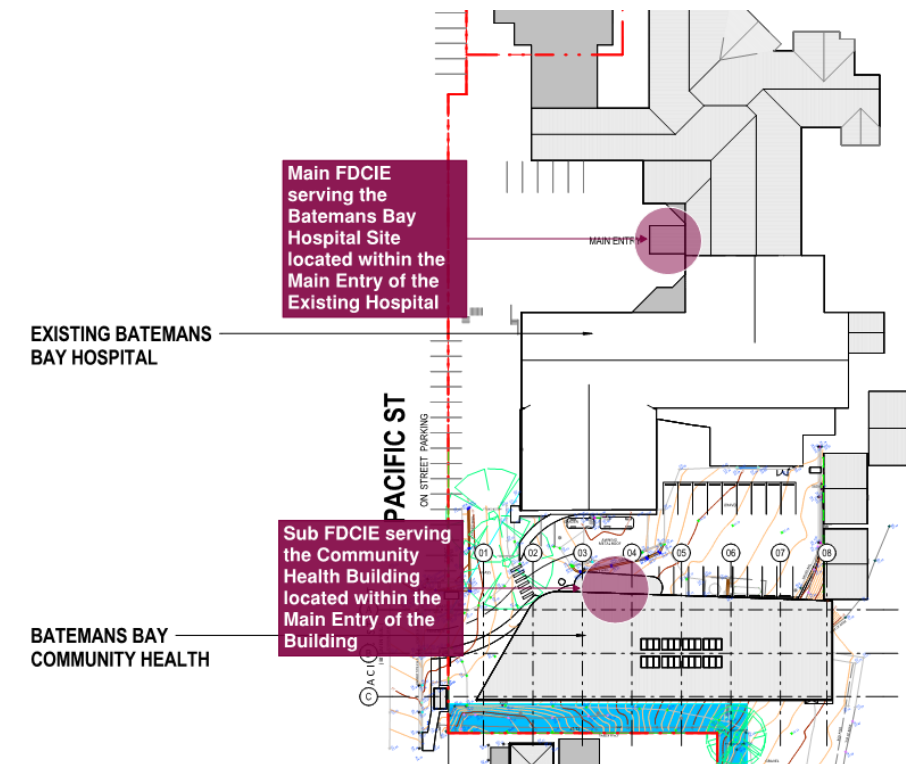 Main FDCIE
serving the
Batemans Bay
Hospital Site
located within the
Main Entry of the
Existing Hospital
MAIN ENTRY
EXISTING BATEMANS
BAY HOSPITAL
PACIFIC ST
ON STREET PARKING
Sub FDCIE serving
the Community
Health Building
located within the
Main Entry of the
Building
01
02
03
04
05
06
07
08
BATEMANS BAY
COMMUNITY HEALTH
C